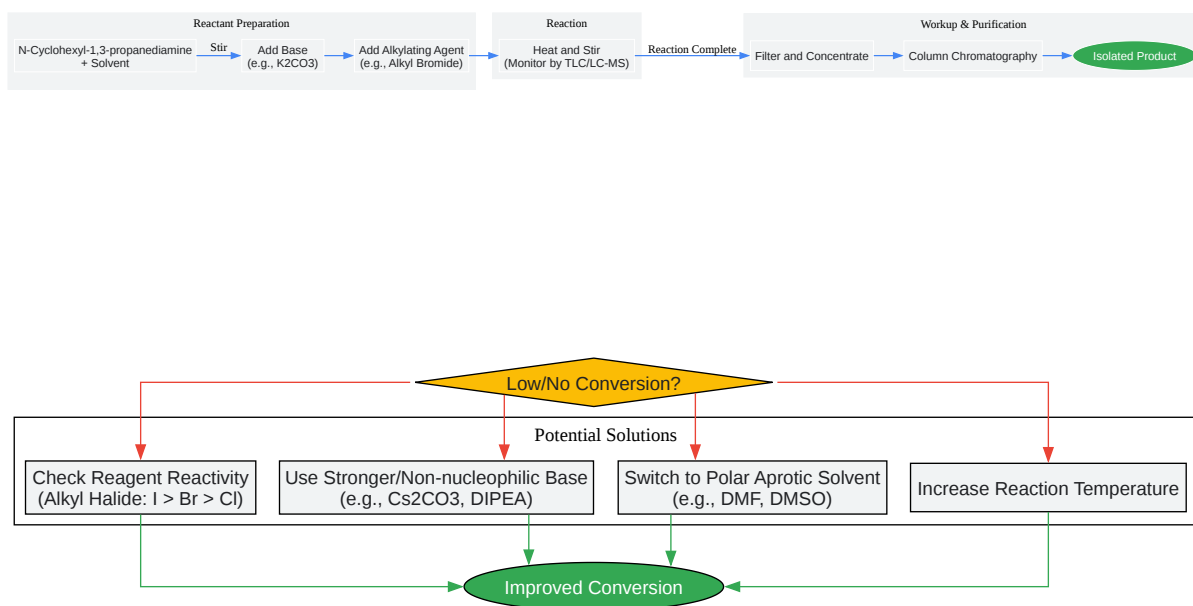 Reactant Preparation
N-Cyclohexyl-1,3-propanediamine
+ Solvent
Stir
Add Base
(e.g., K2CO3)
Add Alkylating Agent
(e.g., Alkyl Bromide)
Reaction
Heat and Stir
(Monitor by TLC/LC-MS)
Reaction Complete
Workup & Purification
Filter and Concentrate
Column Chromatography
Isolated Product
Low/No Conversion?
Potential Solutions
Check Reagent Reactivity
(Alkyl Halide: I > Br > Cl)
Use Stronger/Non-nucleophilic Base
(e.g., Cs2CO3, DIPEA)
Switch to Polar Aprotic Solvent
(e.g., DMF, DMSO)
Increase Reaction Temperature
Improved Conversion